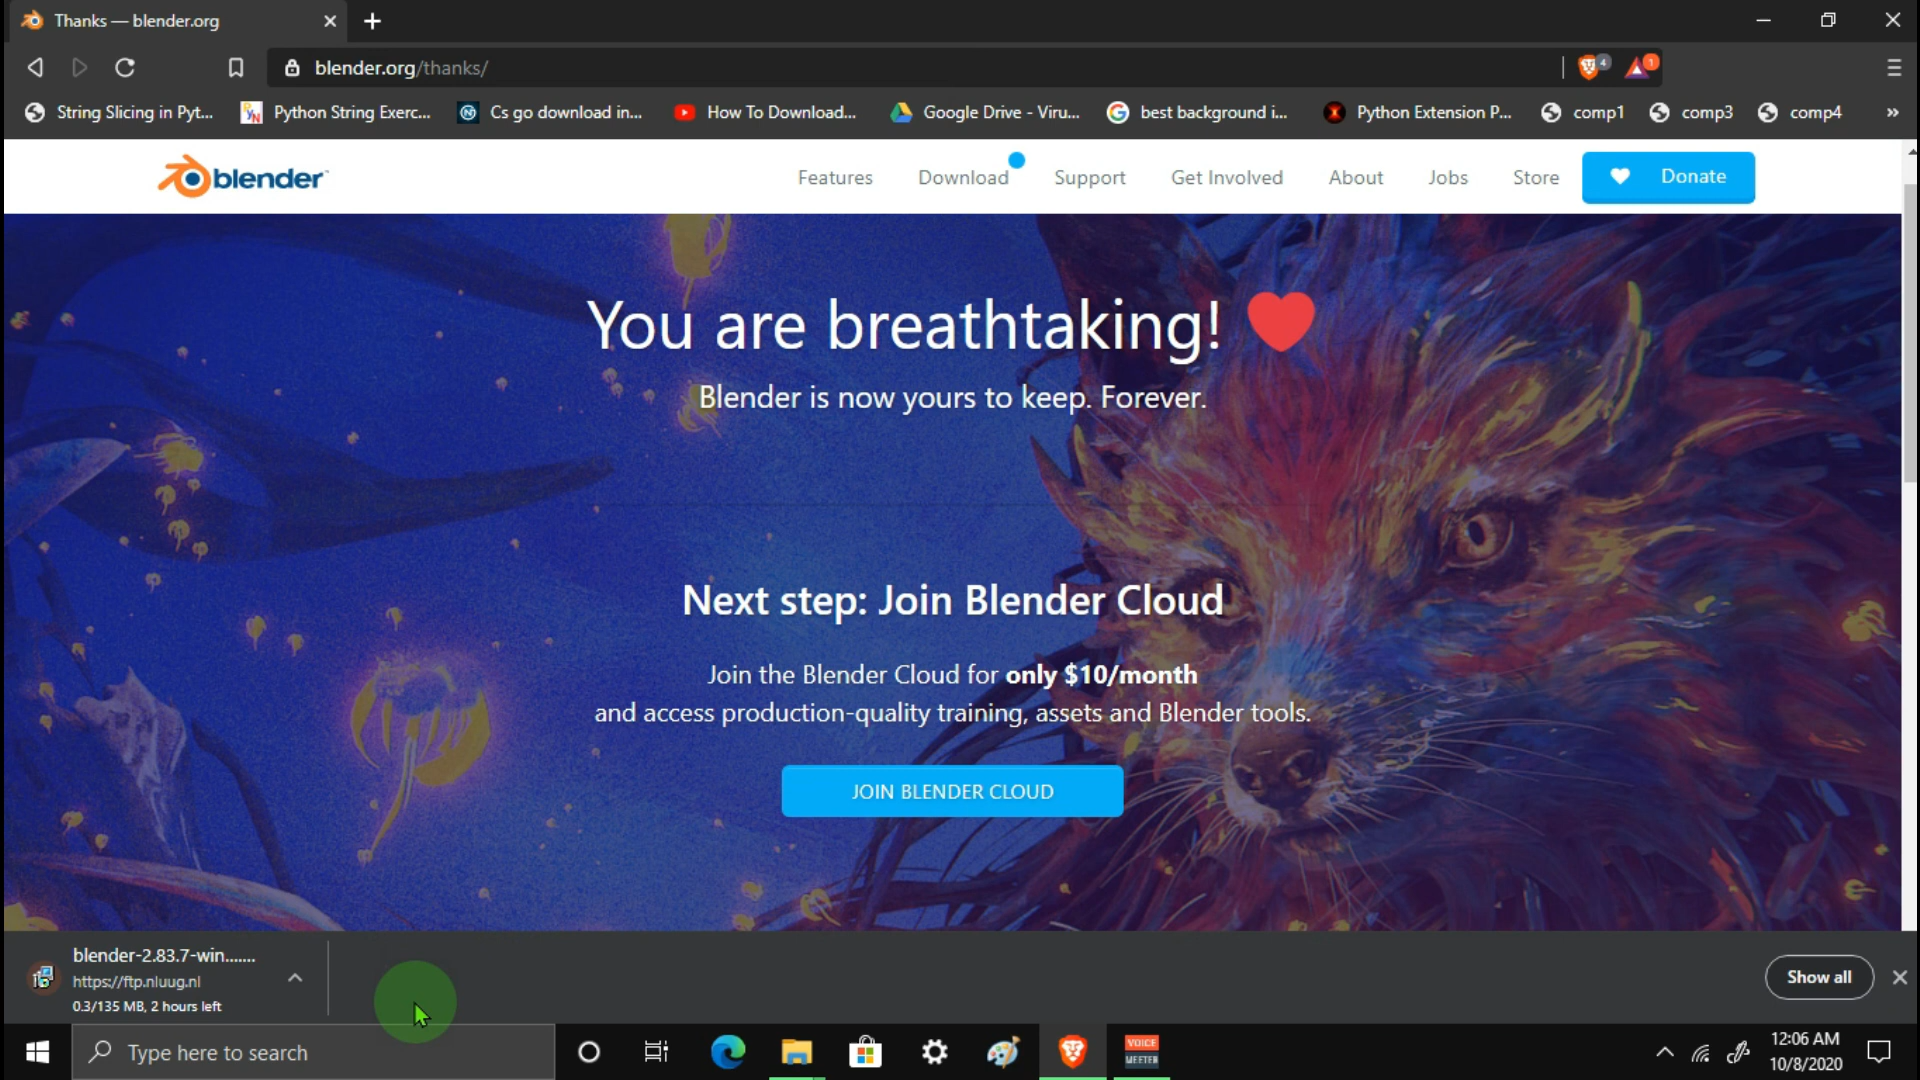 Thanks — blender.org
blender.org/thanks/
4
1
String Slicing in Pyt...
Python String Exerc...
Cs go download in...
How To Download...
Google Drive - Viru...
best background i...
Python Extension P...
comp1
comp3
comp4
»
blender
Features
Download
Support
Get Involved
About
Jobs
Store
Donate
You are breathtaking!
Blender is now yours to keep. Forever.
Next step: Join Blender Cloud
Join the Blender Cloud for only $10/month
and access production-quality training, assets and Blender tools.
JOIN BLENDER CLOUD
blender-2.83.7-win.......
https://ftp.nluug.nl
0.3/135 MB, 2 hours left
Show all
Type here to search
VOICE
MEETER
12:06 AM
10/8/2020